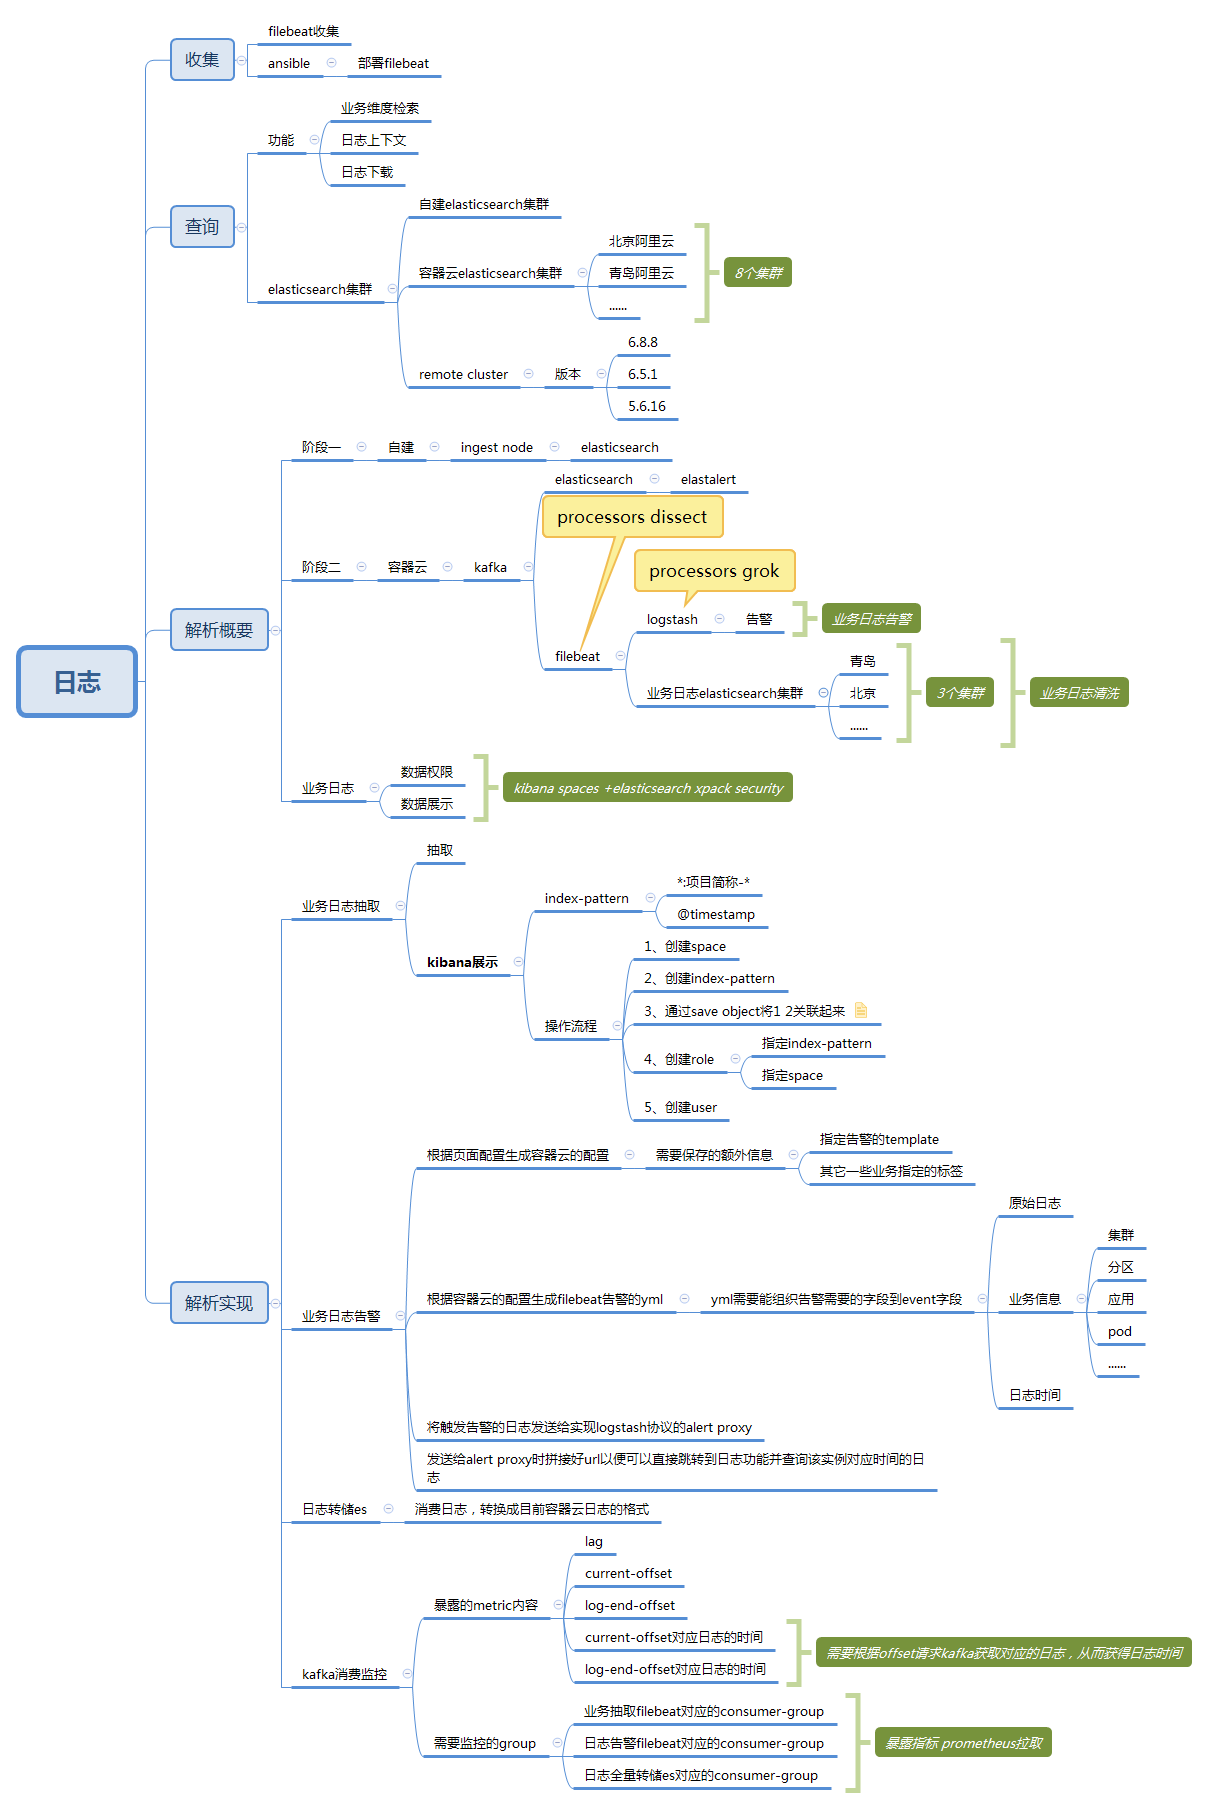 日志
收集
filebeat收集
ansible
部署filebeat
查询
功能
业务维度检索
日志上下文
日志下载
elasticsearch集群
自建elasticsearch集群
容器云elasticsearch集群
北京阿里云
青岛阿里云
......
8个集群
remote cluster
版本
6.8.8
6.5.1
5.6.16
解析概要
阶段一
自建
ingest node
elasticsearch
阶段二
容器云
kafka
elasticsearch
elastalert
processors dissect
processors grok
filebeat
logstash
告警
业务日志告警
业务日志elasticsearch集群
青岛
北京
......
3个集群
业务日志清洗
业务日志
数据权限
数据展示
kibana spaces +elasticsearch xpack security
解析实现
业务日志抽取
抽取
kibana展示
index-pattern
*:项目简称-*
@timestamp
操作流程
1、创建space
2、创建index-pattern
3、通过save object将1 2关联起来
4、创建role
指定index-pattern
指定space
5、创建user
业务日志告警
根据页面配置生成容器云的配置
需要保存的额外信息
指定告警的template
其它一些业务指定的标签
根据容器云的配置生成filebeat告警的yml
yml需要能组织告警需要的字段到event字段
原始日志
业务信息
集群
分区
应用
pod
......
日志时间
将触发告警的日志发送给实现logstash协议的alert proxy
发送给alert proxy时拼接好url以便可以直接跳转到日志功能并查询该实例对应时间的日
志
日志转储es
消费日志，转换成目前容器云日志的格式
kafka消费监控
暴露的metric内容
lag
current-offset
log-end-offset
current-offset对应日志的时间
log-end-offset对应日志的时间
需要根据offset请求kafka获取对应的日志，从而获得日志时间
需要监控的group
业务抽取filebeat对应的consumer-group
日志告警filebeat对应的consumer-group
日志全量转储es对应的consumer-group
暴露指标 prometheus拉取